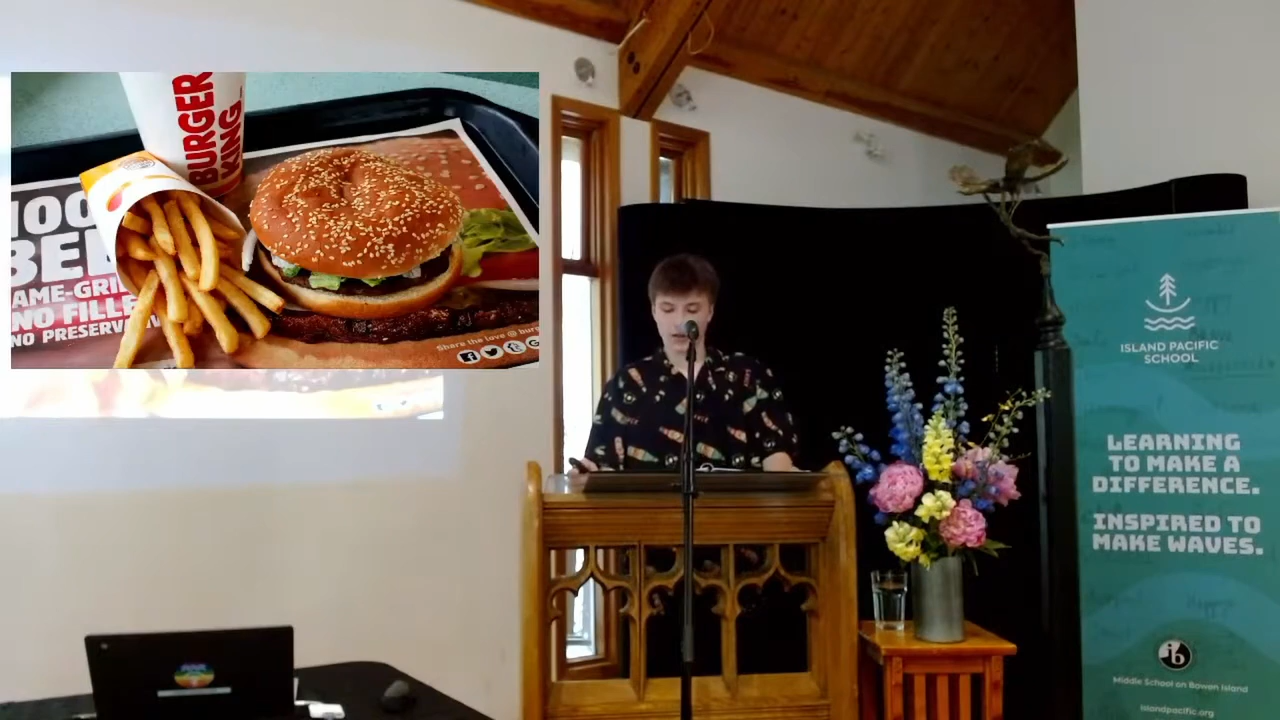 BURGER
KING
100
BEE
AME-GRI
NO FILLE
NO PRESERV
Share the love @ burg
ISLAND PACIFIC
SCHOOL
LEARNING
TO MAKE A
DIFFERENCE.
INSPIRED TO
MAKE WAVES.
ib
Middle School on Bowen Island
islandpacific.org